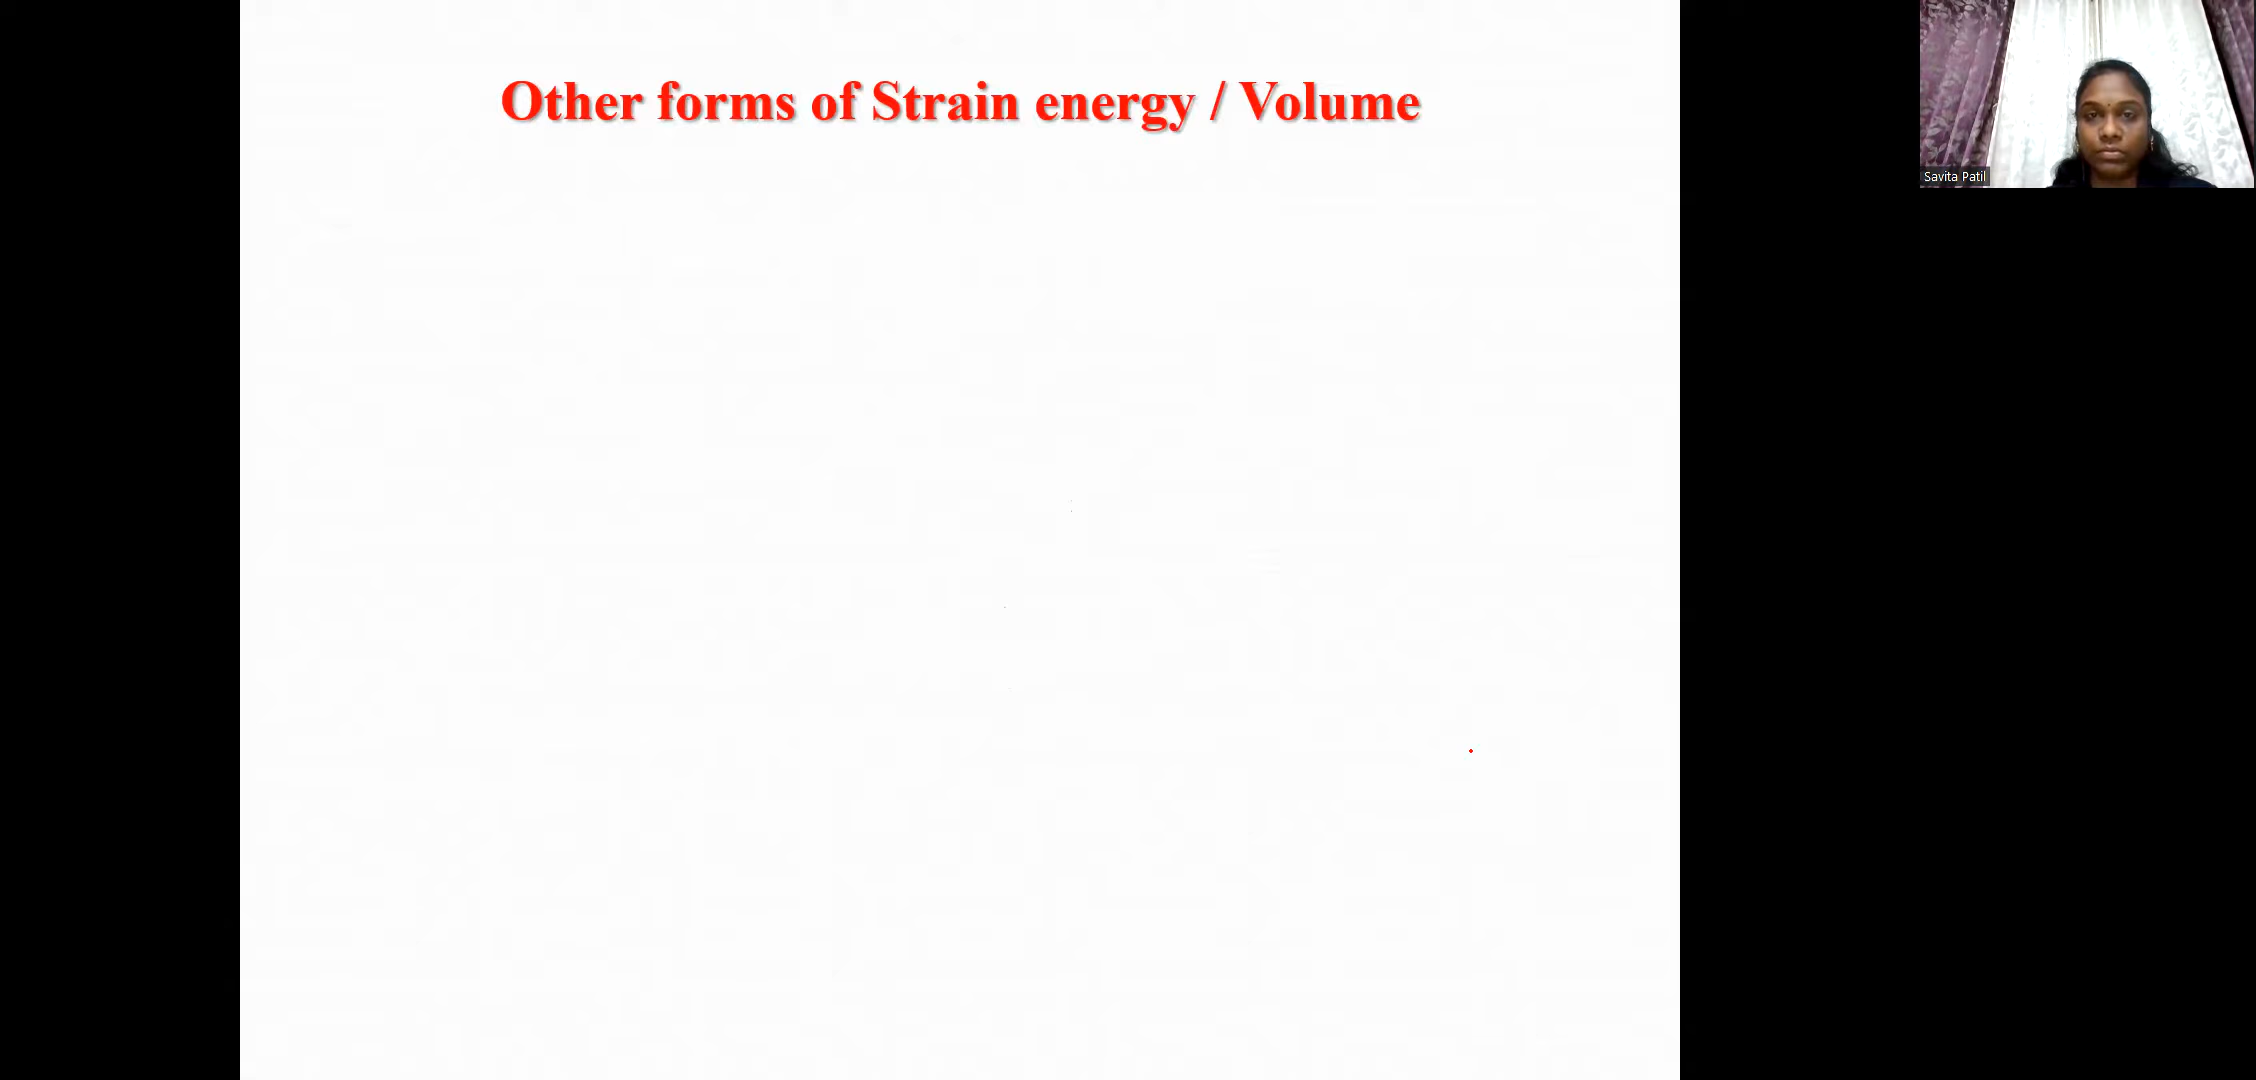 Other forms of Strain energy / Volume
Savita Patil